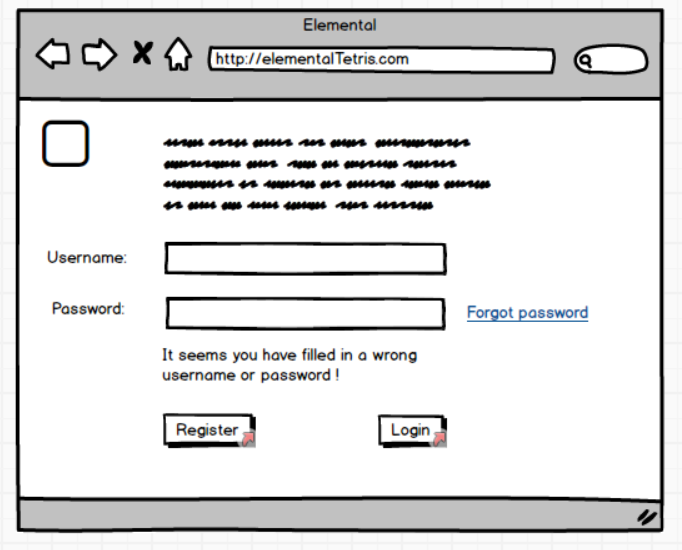 Elemental
http://elementalTetris.com
Username:
Password:
Forgot password
It seems you have filled in a wrong
username or password !
Register
Login